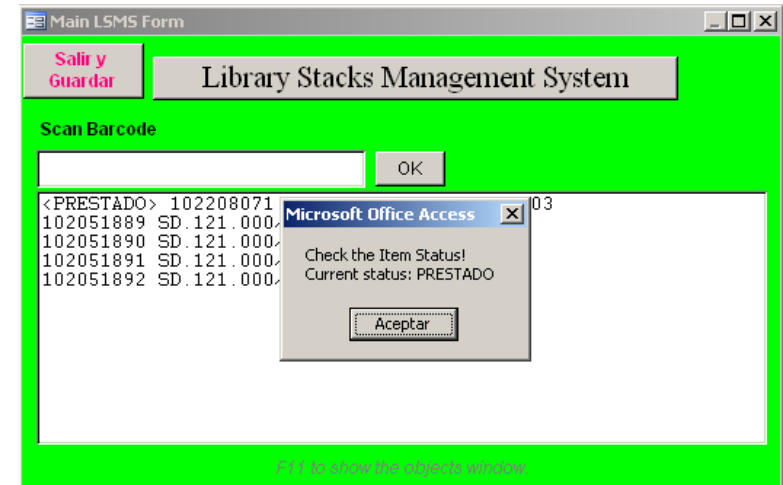 Main LSMS Form
Salir y
Guardar
Library Stacks Management System
Scan Barcode
OK
<PRESTADO> 102208071 03
102051889 SD.121.000
102051890 SD.121.000
102051891 SD.121.000
102051892 SD.121.000
Microsoft Office Access
Check the Item Status!
Current status: PRESTADO
Aceptar
F11 to show the objects window.